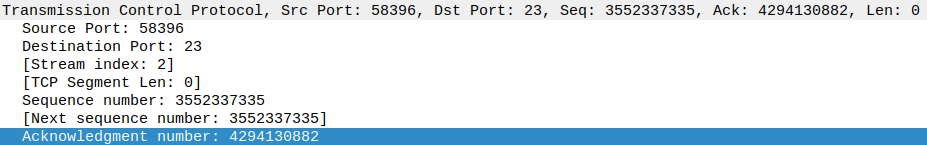 Transmission Control Protocol, Src Port: 58396, Dst Port: 23, Seq: 3552337335, Ack: 4294130882, Len: 0
Source Port: 58396
Destination Port: 23
[Stream index: 2]
[TCP Segment Len: 0]
Sequence number: 3552337335
[Next sequence number: 3552337335]
Acknowledgment number: 4294130882